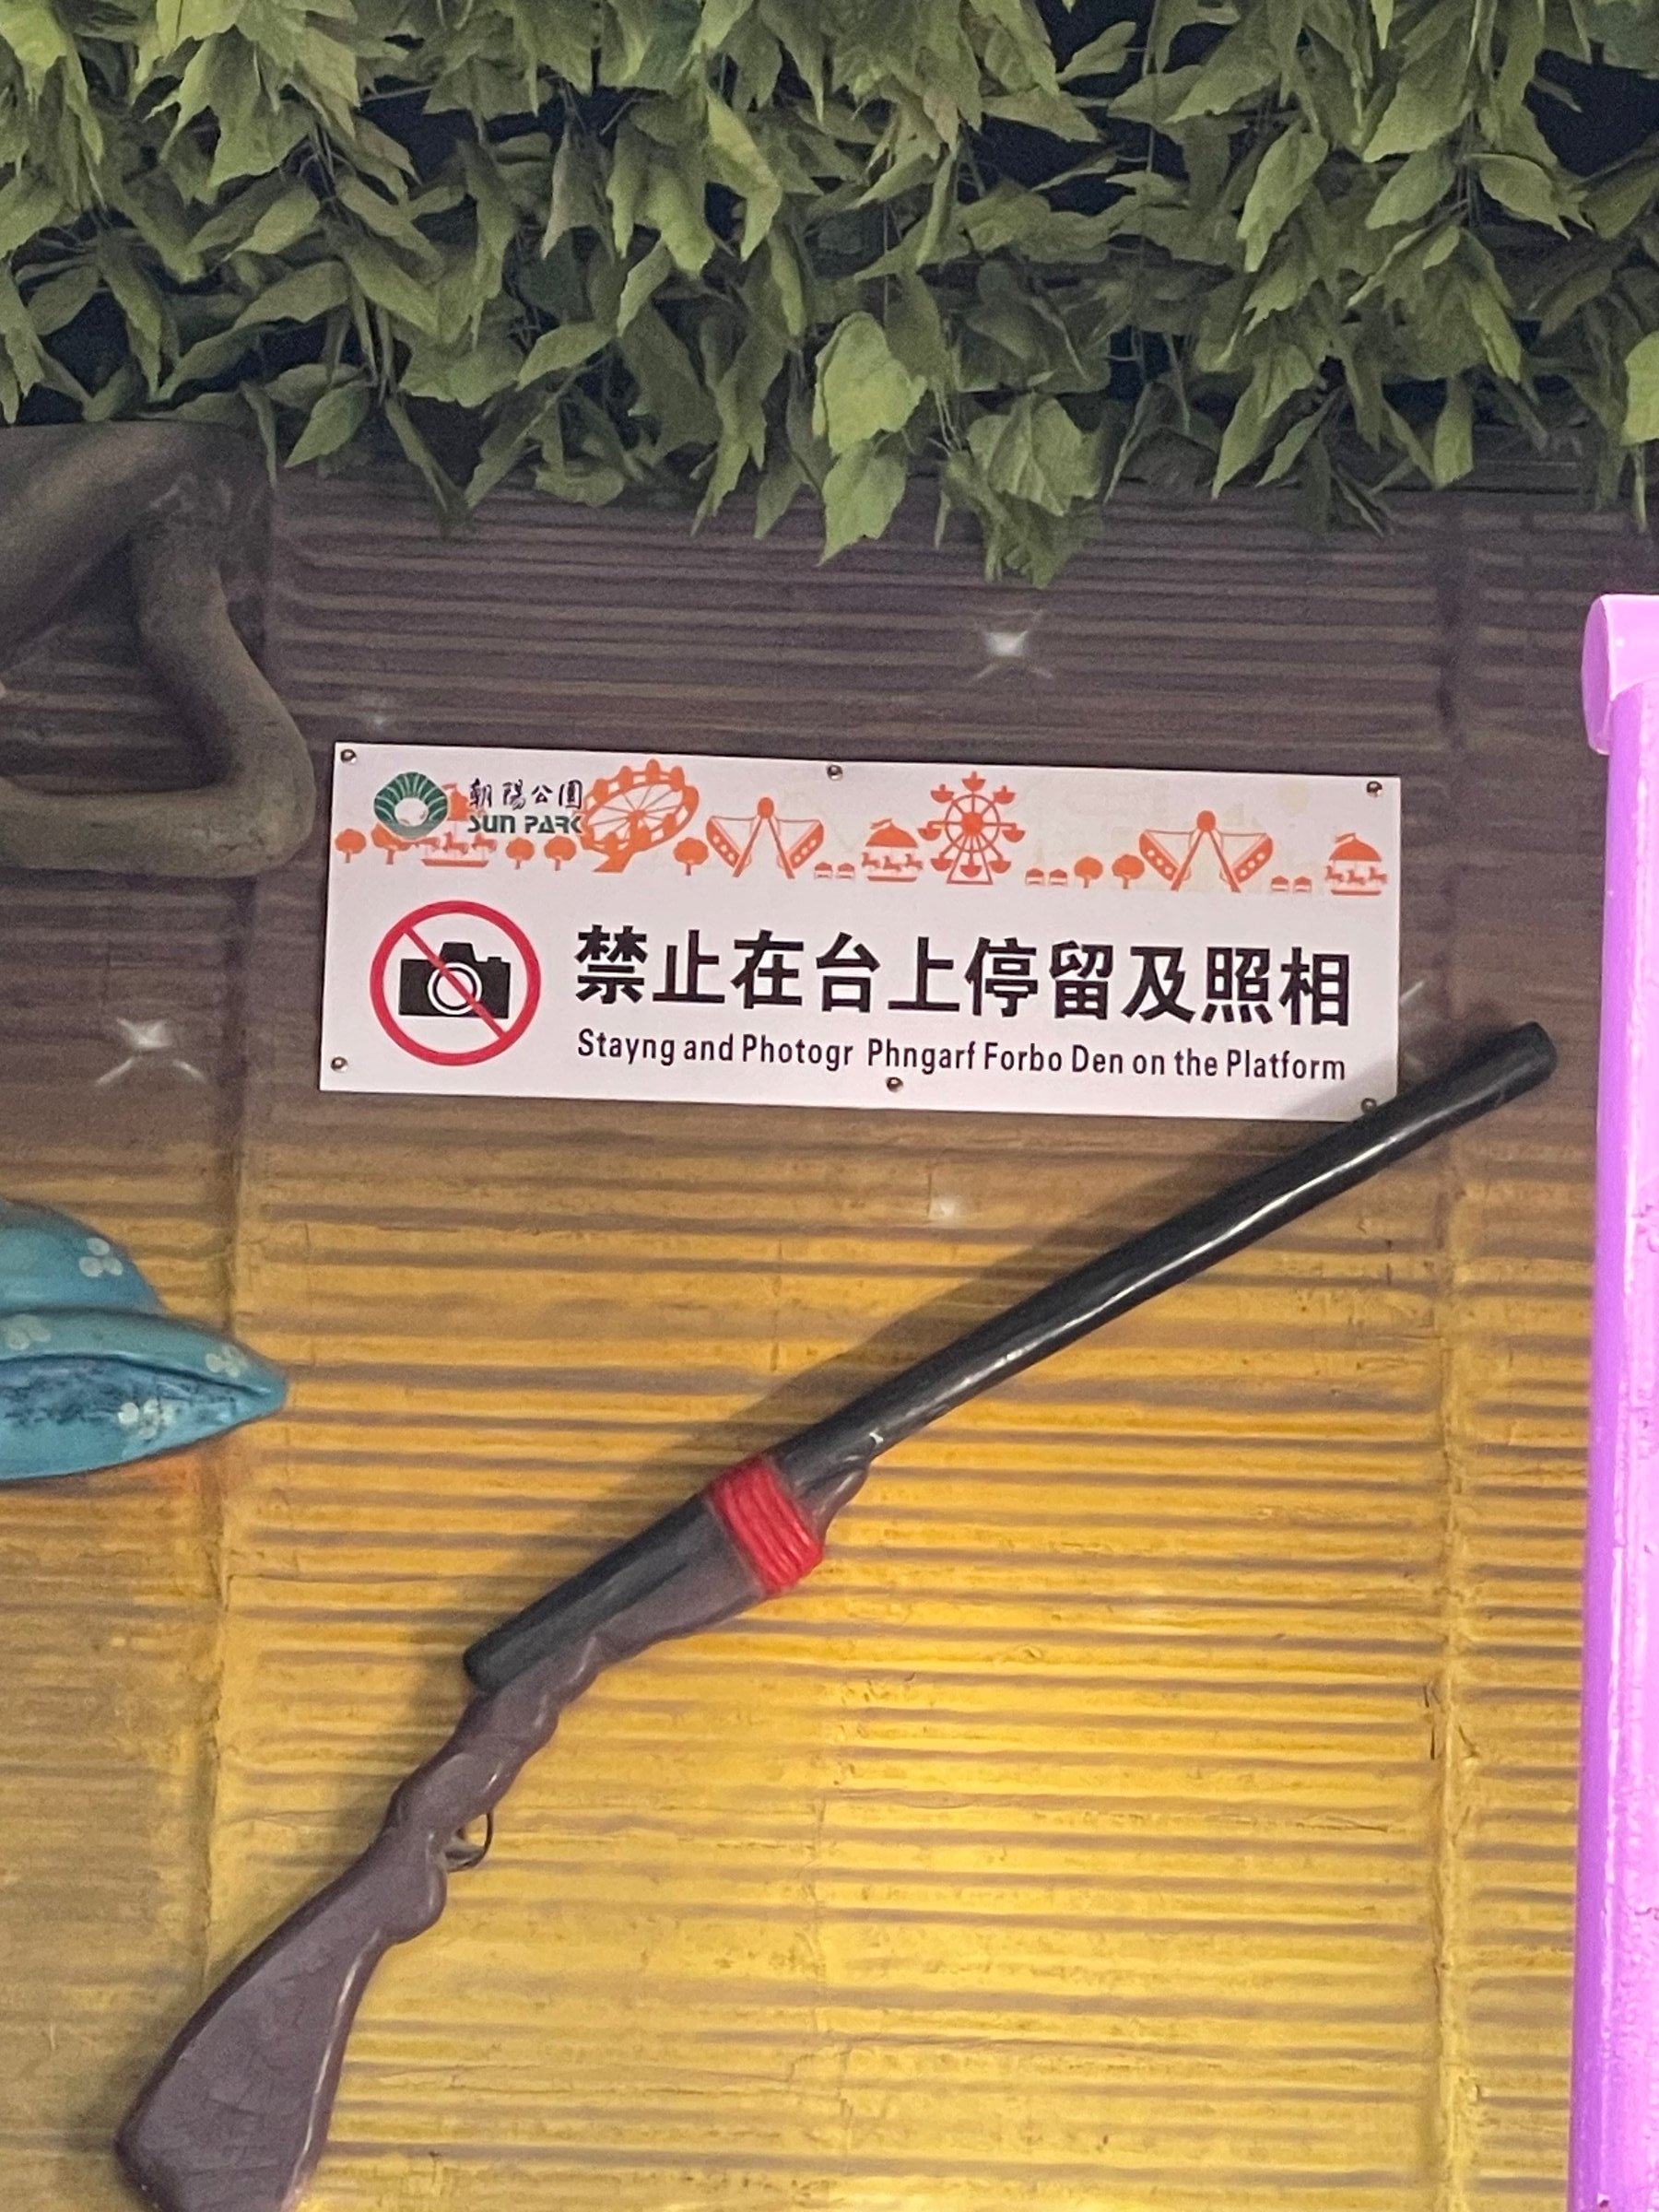 朝陽公園
SUN PARK
禁止在台上停留及照相
Stayng and Photogr Phngarf Forbo Den on the Platform